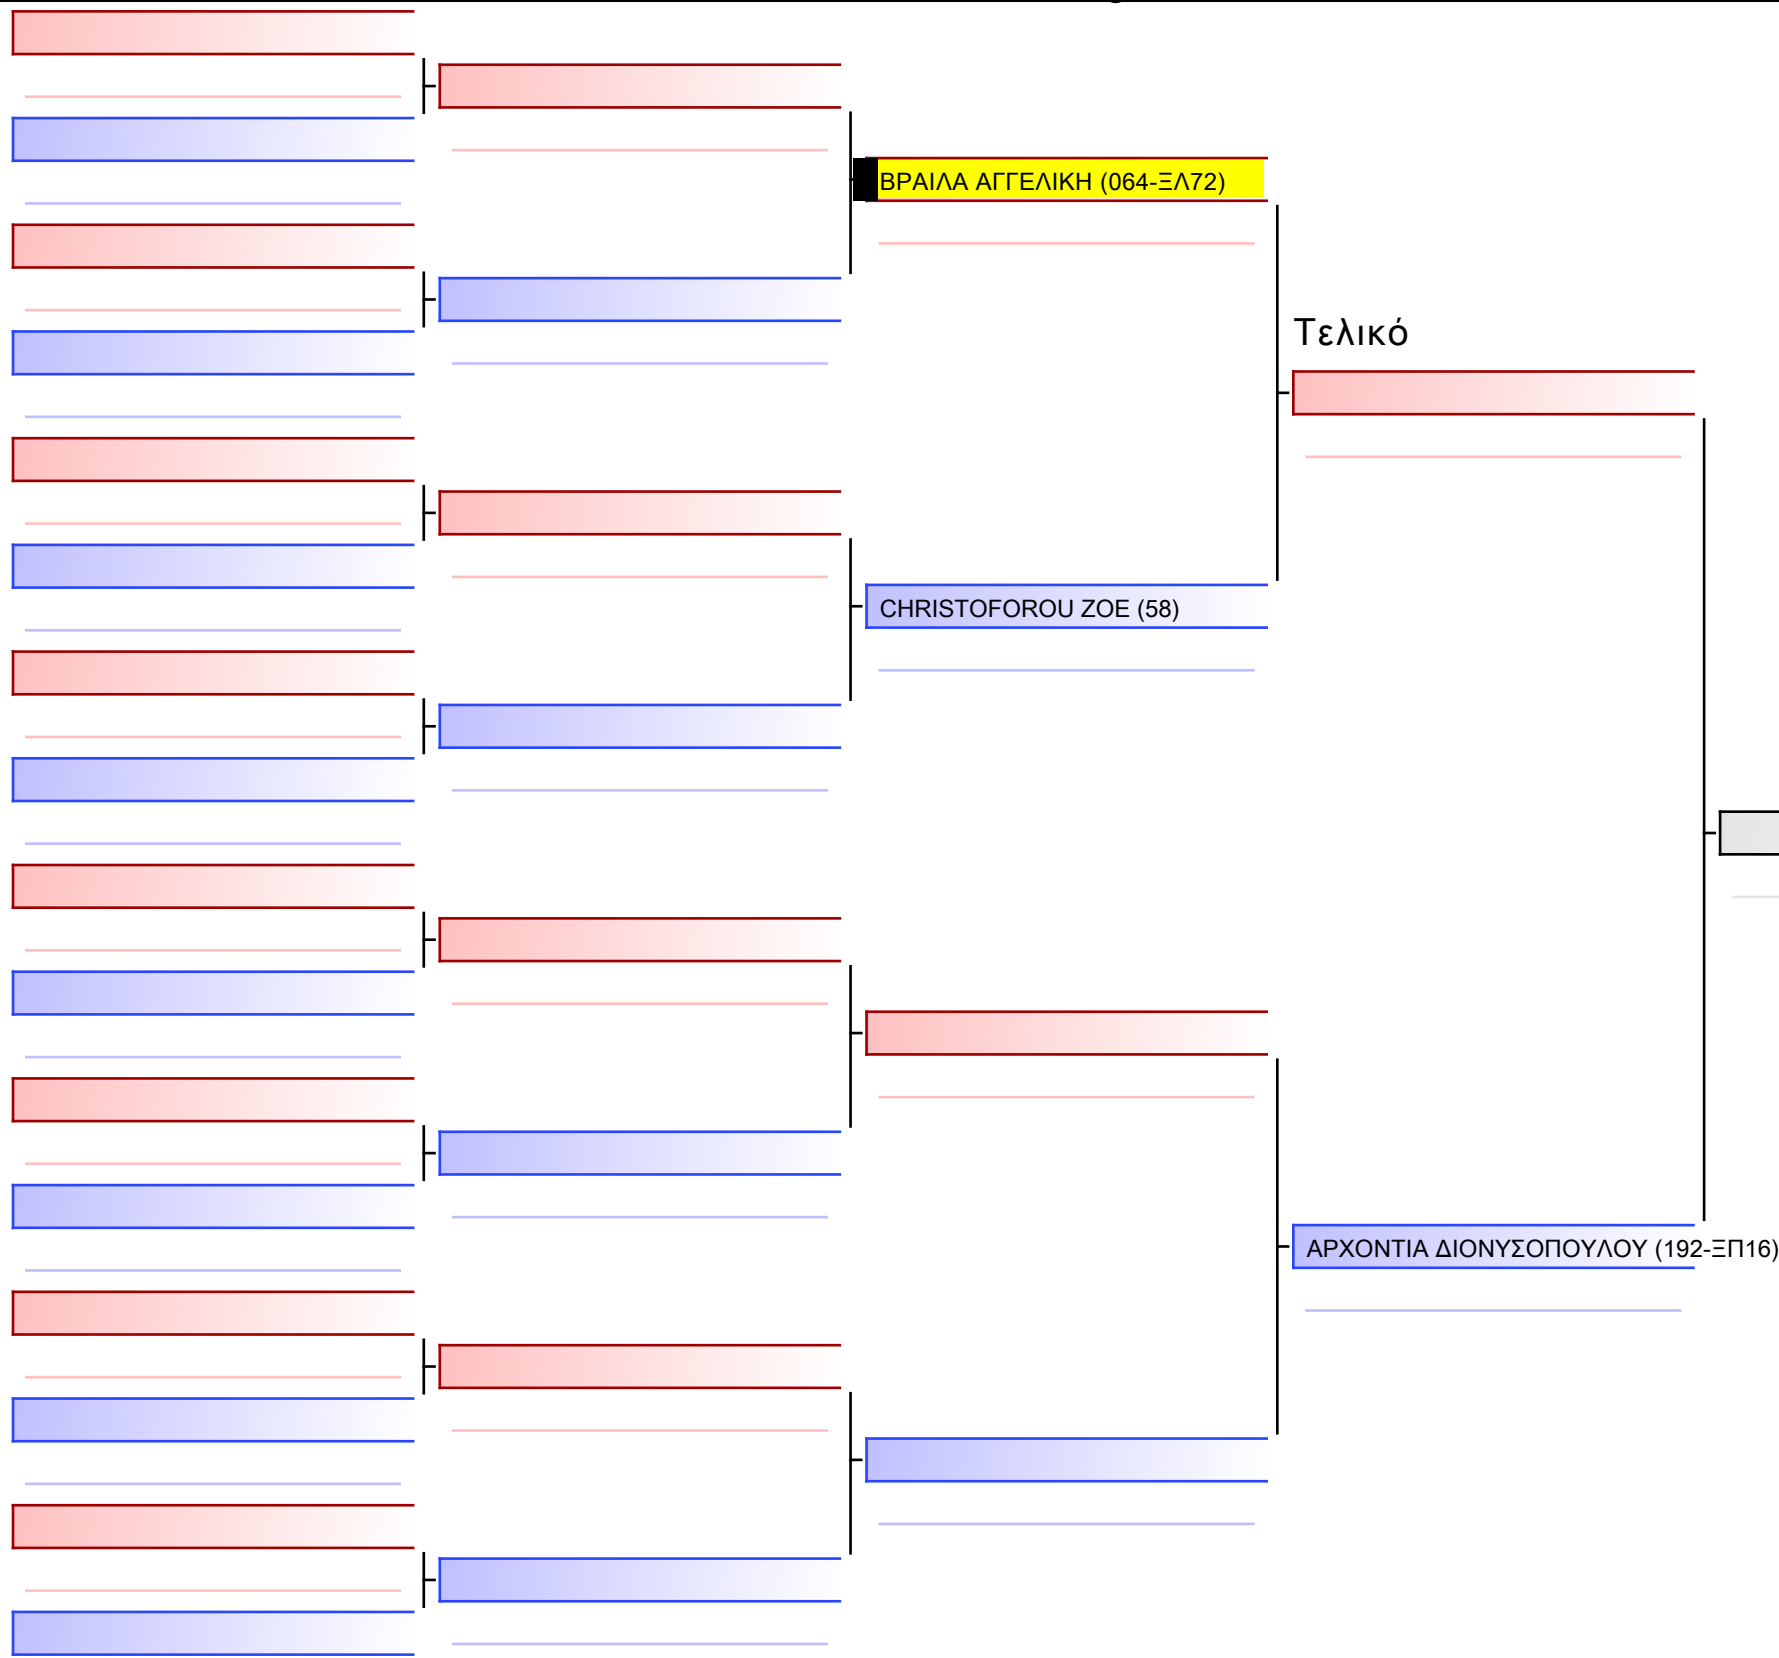 ΒΡΑΙΛΑ ΑΓΓΕΛΙΚΗ (064-ΞΛ72)
Τελικό
CHRISTOFOROU ZOE (58)
ΑΡΧΟΝΤΙΑ ΔΙΟΝΥΣΟΠΟΥΛΟΥ (192-ΞΠ16)